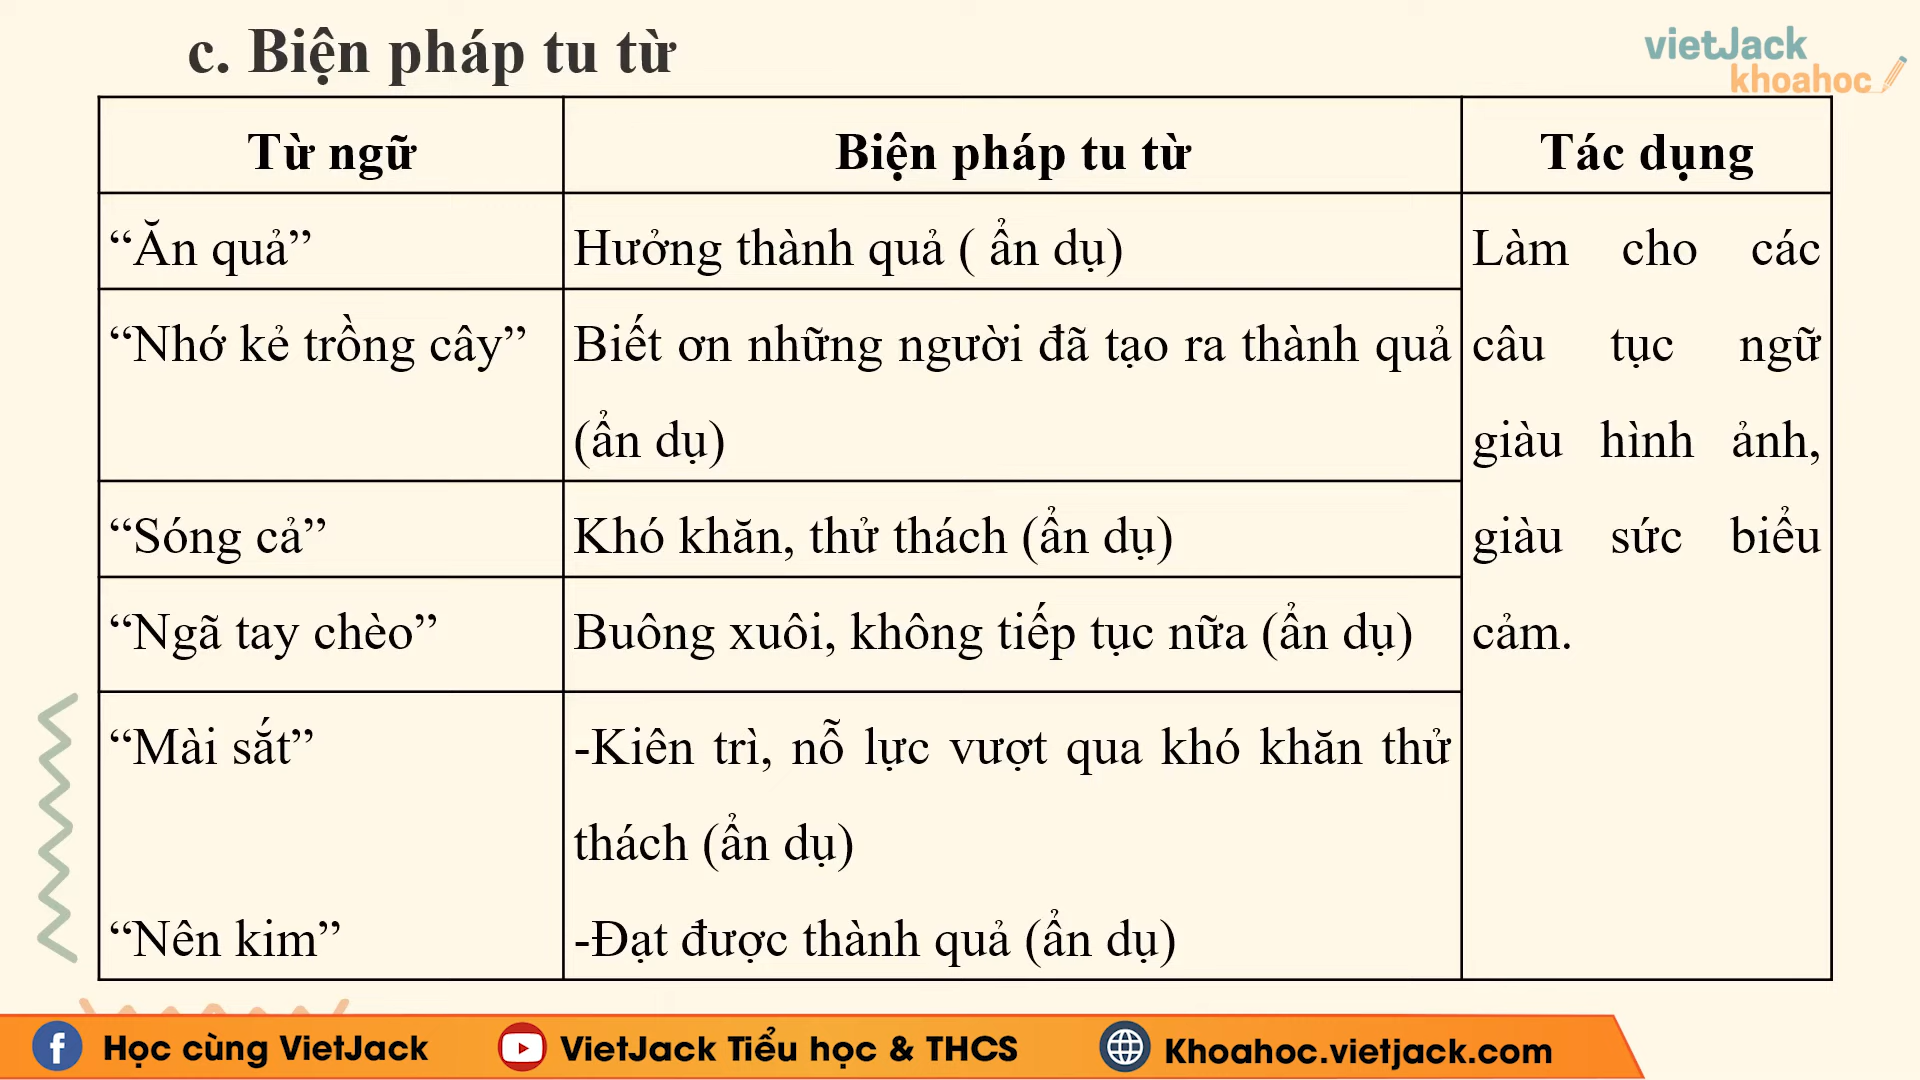 c. Biện pháp tu từ
vietJack
khoahoc
Từ ngữ
Biện pháp tu từ
Tác dụng
“Ăn quả”
Hưởng thành quả ( ẩn dụ)
“Nhớ kẻ trồng cây”
Biết ơn những người đã tạo ra thành quả
(ẩn dụ)
“Sóng cả”
Khó khăn, thử thách (ẩn dụ)
“Ngã tay chèo”
Buông xuôi, không tiếp tục nữa (ẩn dụ)
“Mài sắt”
-Kiên trì, nỗ lực vượt qua khó khăn thử
thách (ẩn dụ)
“Nên kim”
-Đạt được thành quả (ẩn dụ)
Làm cho các
câu tục ngữ
giàu hình ảnh,
giàu sức biểu
cảm.
Học cùng VietJack
VietJack Tiểu học & THCS
Khoahoc.vietjack.com